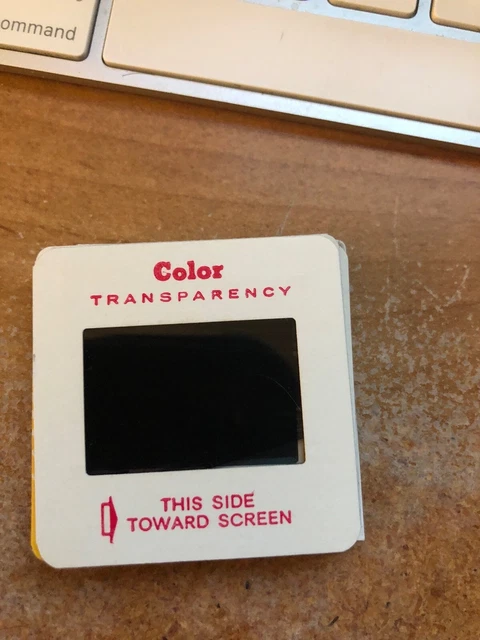 ommand
Color
TRANSPARENCY
THIS SIDE
TOWARD SCREEN